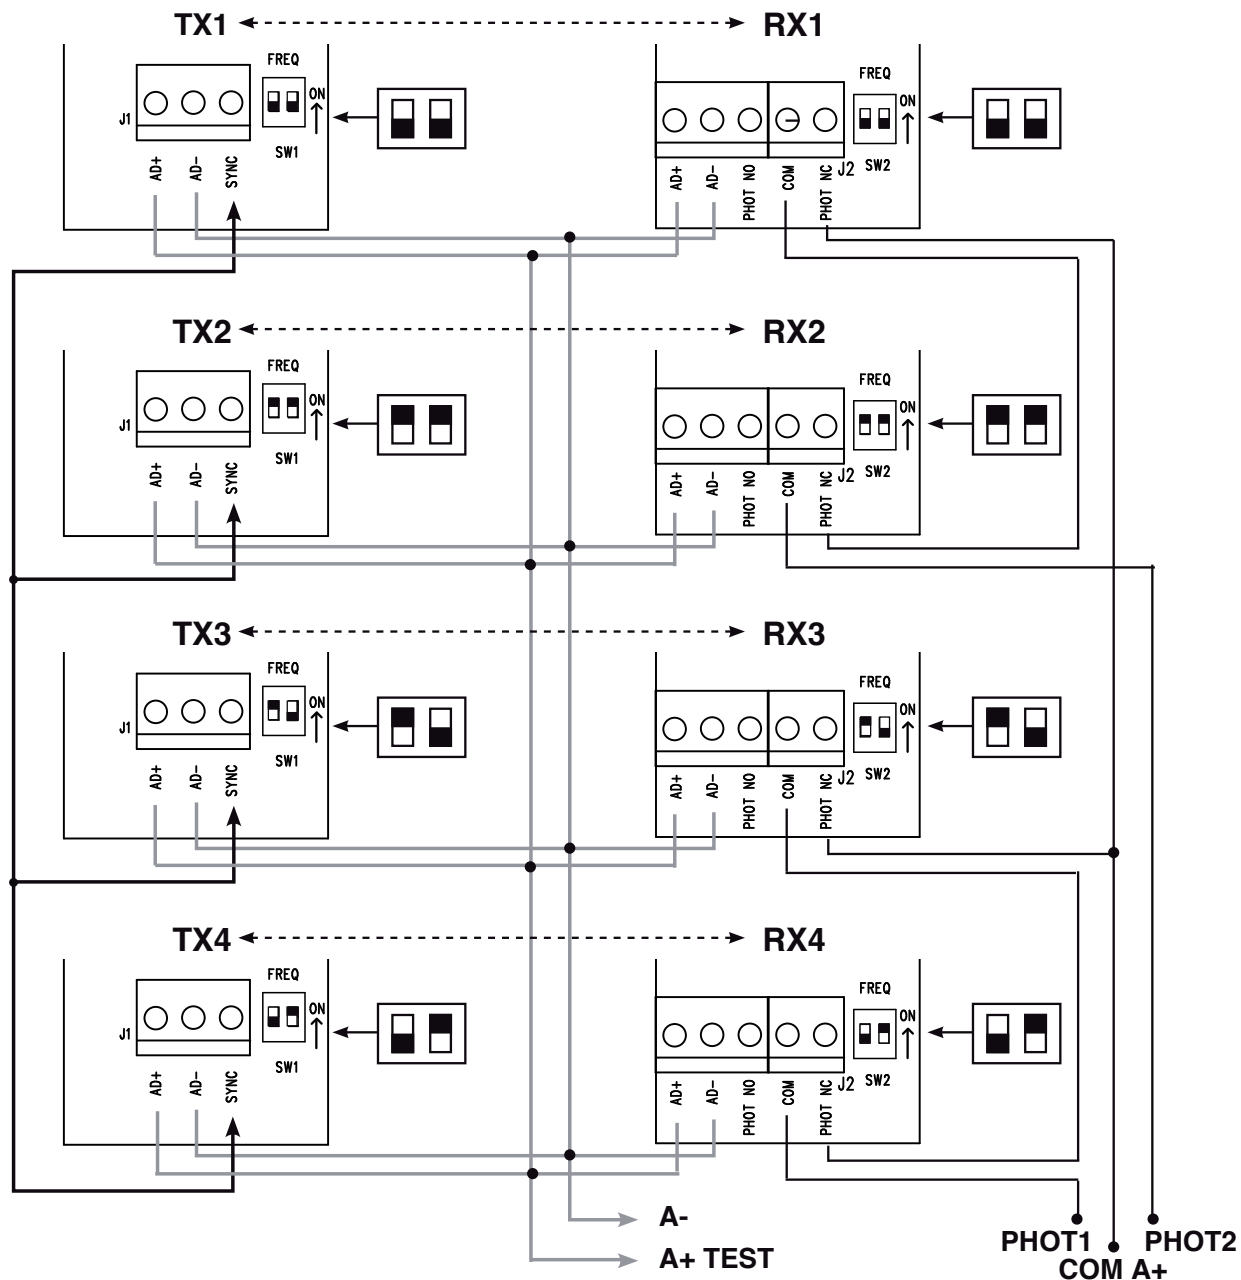 TX1 RX1
FREQ
ON
J1
SW1
AD+ AD- SYNC
FREQ
ON
J2 SW2
AD+ AD- PHOT NO COM PHOT NC
TX2 RX2
FREQ
ON
J1
SW1
AD+ AD- SYNC
FREQ
ON
J2 SW2
AD+ AD- PHOT NO COM PHOT NC
TX3 RX3
FREQ
ON
J1
SW1
AD+ AD- SYNC
FREQ
ON
J2 SW2
AD+ AD- PHOT NO COM PHOT NC
TX4 RX4
FREQ
ON
J1
SW1
AD+ AD- SYNC
FREQ
ON
J2 SW2
AD+ AD- PHOT NO COM PHOT NC
A-
A+ TEST
PHOT1 PHOT2
COM A+